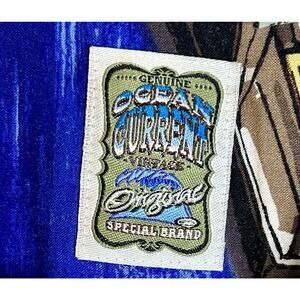 GENUINE
OCEAN
CURRENT
VINTAGE
Original
SPECIAL BRAND